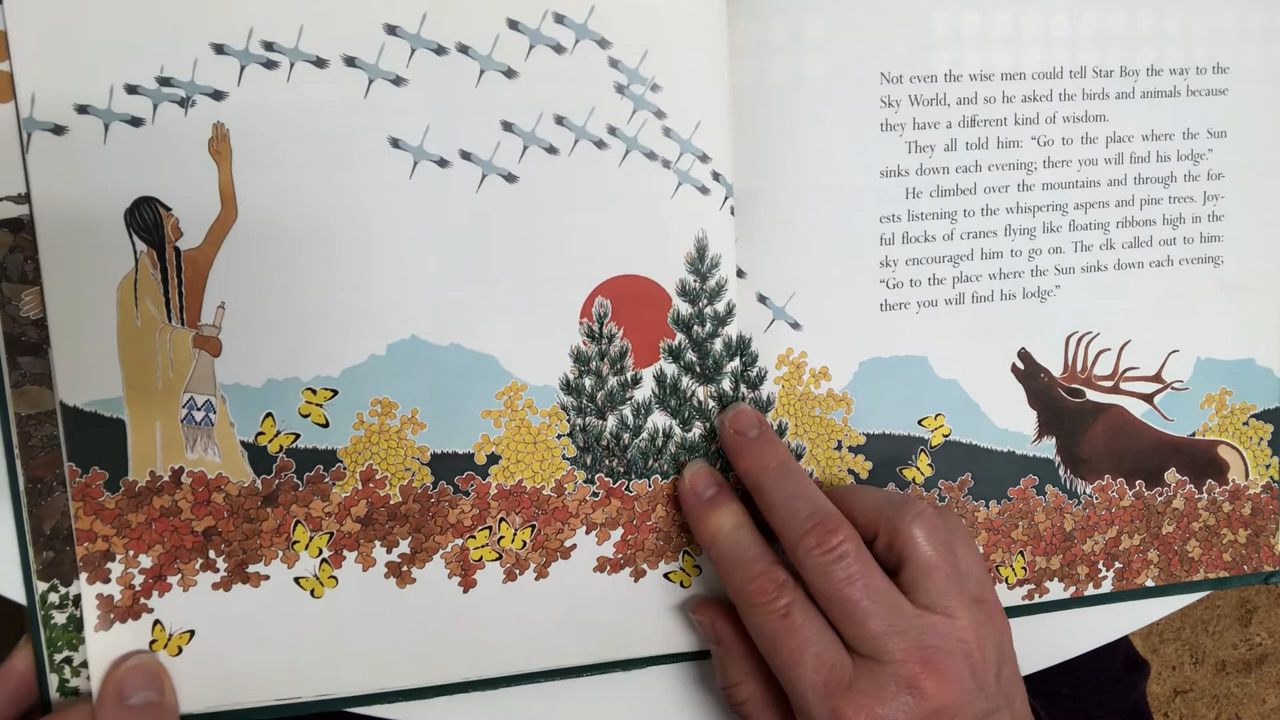 Not even the wise men could tell Star Boy the way to the
Sky World, and so he asked the birds and animals because
they have a different kind of wisdom.
They all told him: “Go to the place where the Sun
sinks down each evening; there you will find his lodge.”
He climbed over the mountains and through the for-
ests listening to the whispering aspens and pine trees. Joy-
ful flocks of cranes flying like floating ribbons high in the
sky encouraged him to go on. The elk called out to him:
“Go to the place where the Sun sinks down each evening;
there you will find his lodge.”